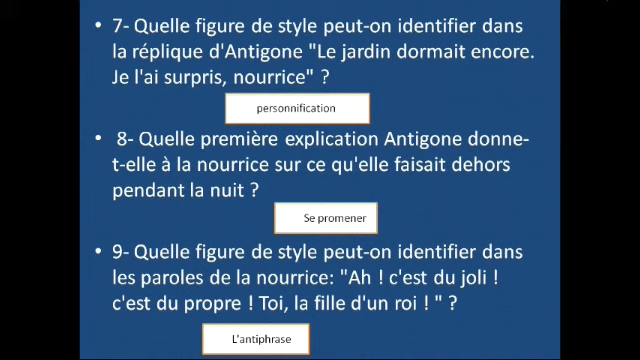 • 7- Quelle figure de style peut-on identifier dans
la réplique d'Antigone "Le jardin dormait encore.
Je l'ai surpris, nourrice" ?
personnification
• 8- Quelle première explication Antigone donne-
t-elle à la nourrice sur ce qu'elle faisait dehors
pendant la nuit ?
Se promener
• 9- Quelle figure de style peut-on identifier dans
les paroles de la nourrice: "Ah ! c'est du joli !
c'est du propre ! Toi, la fille d'un roi ! " ?
L'antiphrase